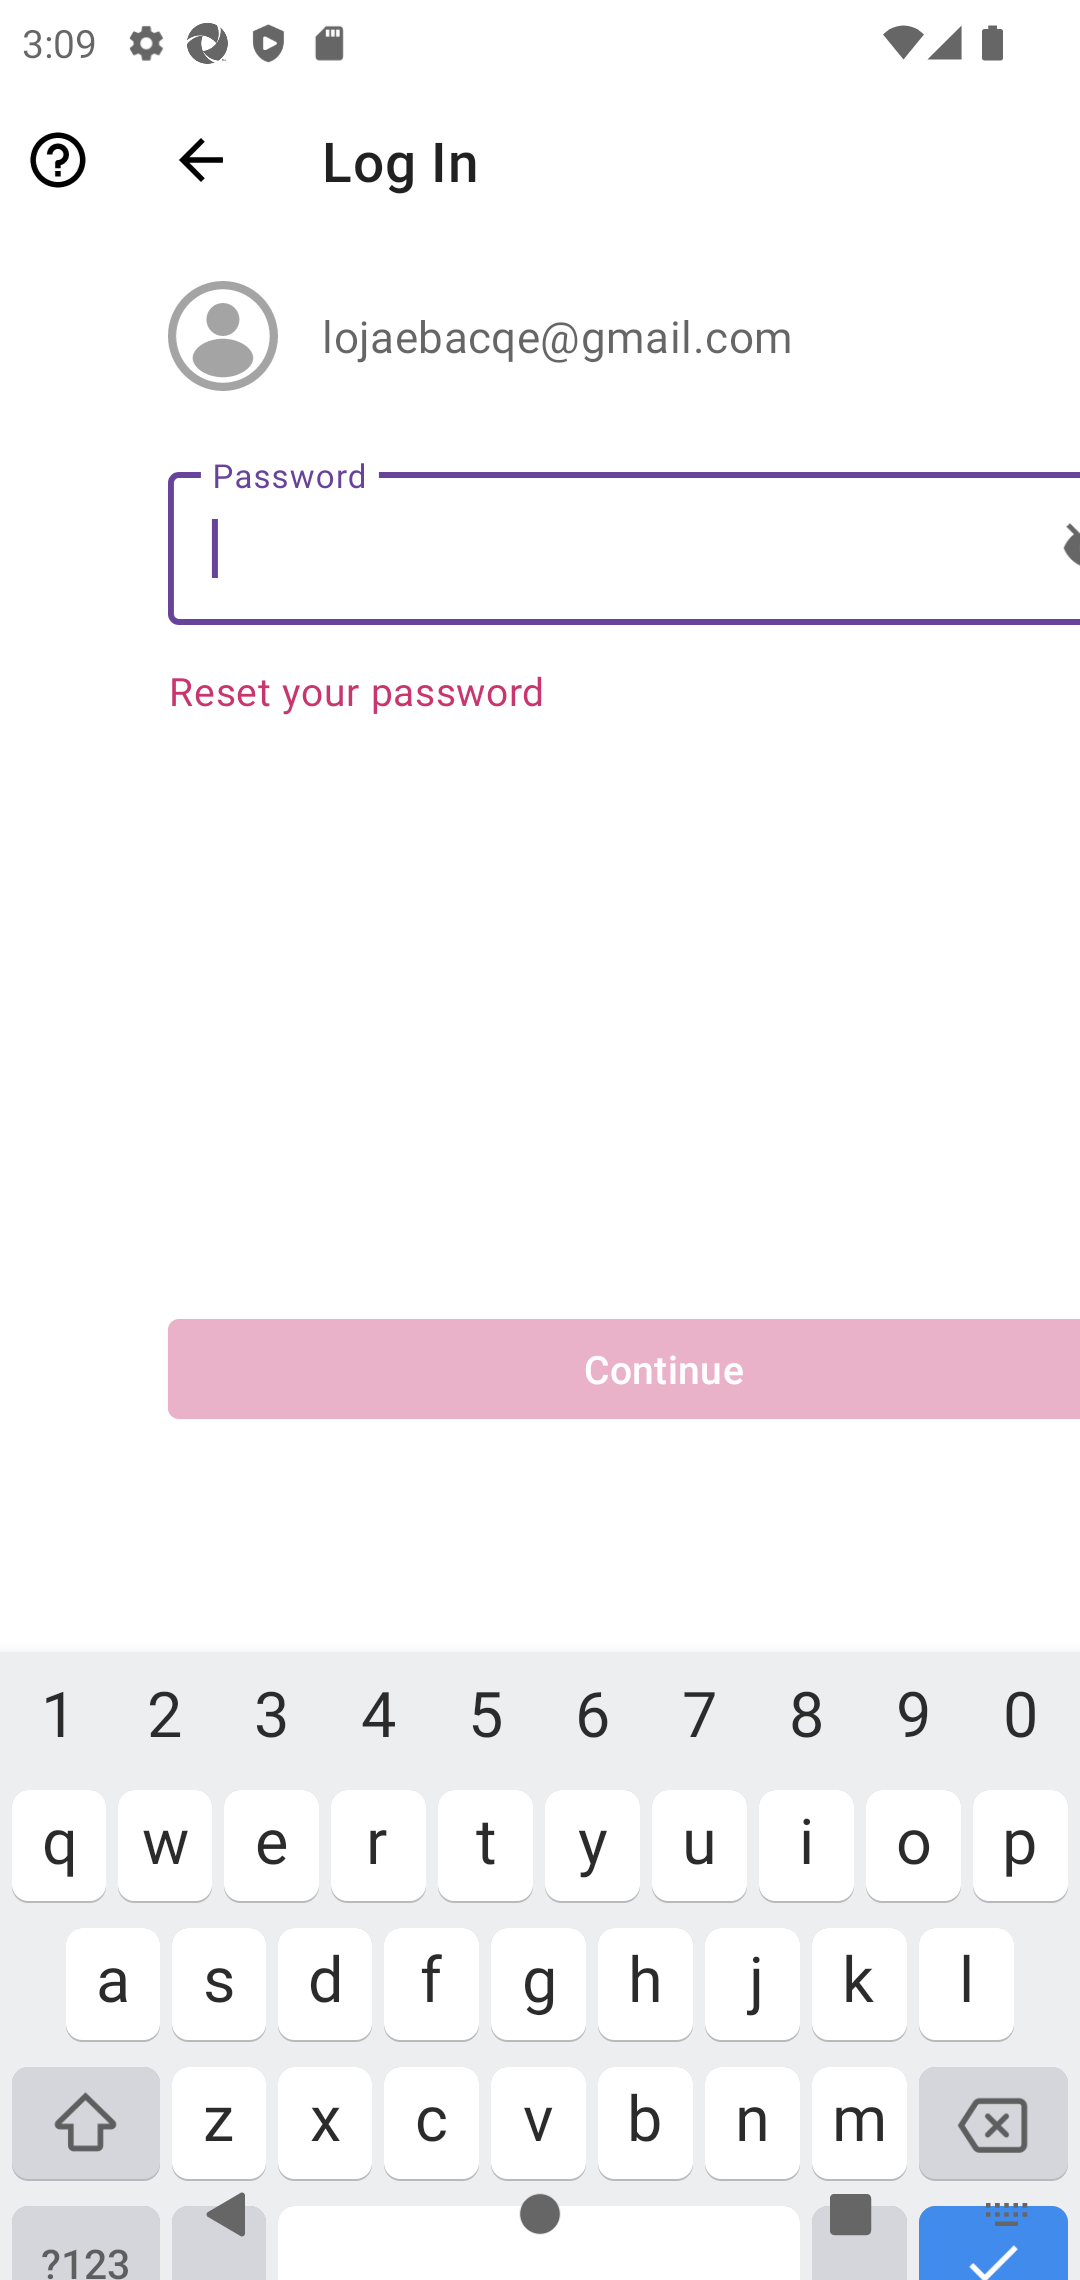 3:09
Log In
lojaebacqe@gmail.com
Password
Reset your password
Continue
1 2 3 4 5 6 7 8 9 0
q w e r t y u i o p
a s d f g h j k l
z x c v b n m
?123